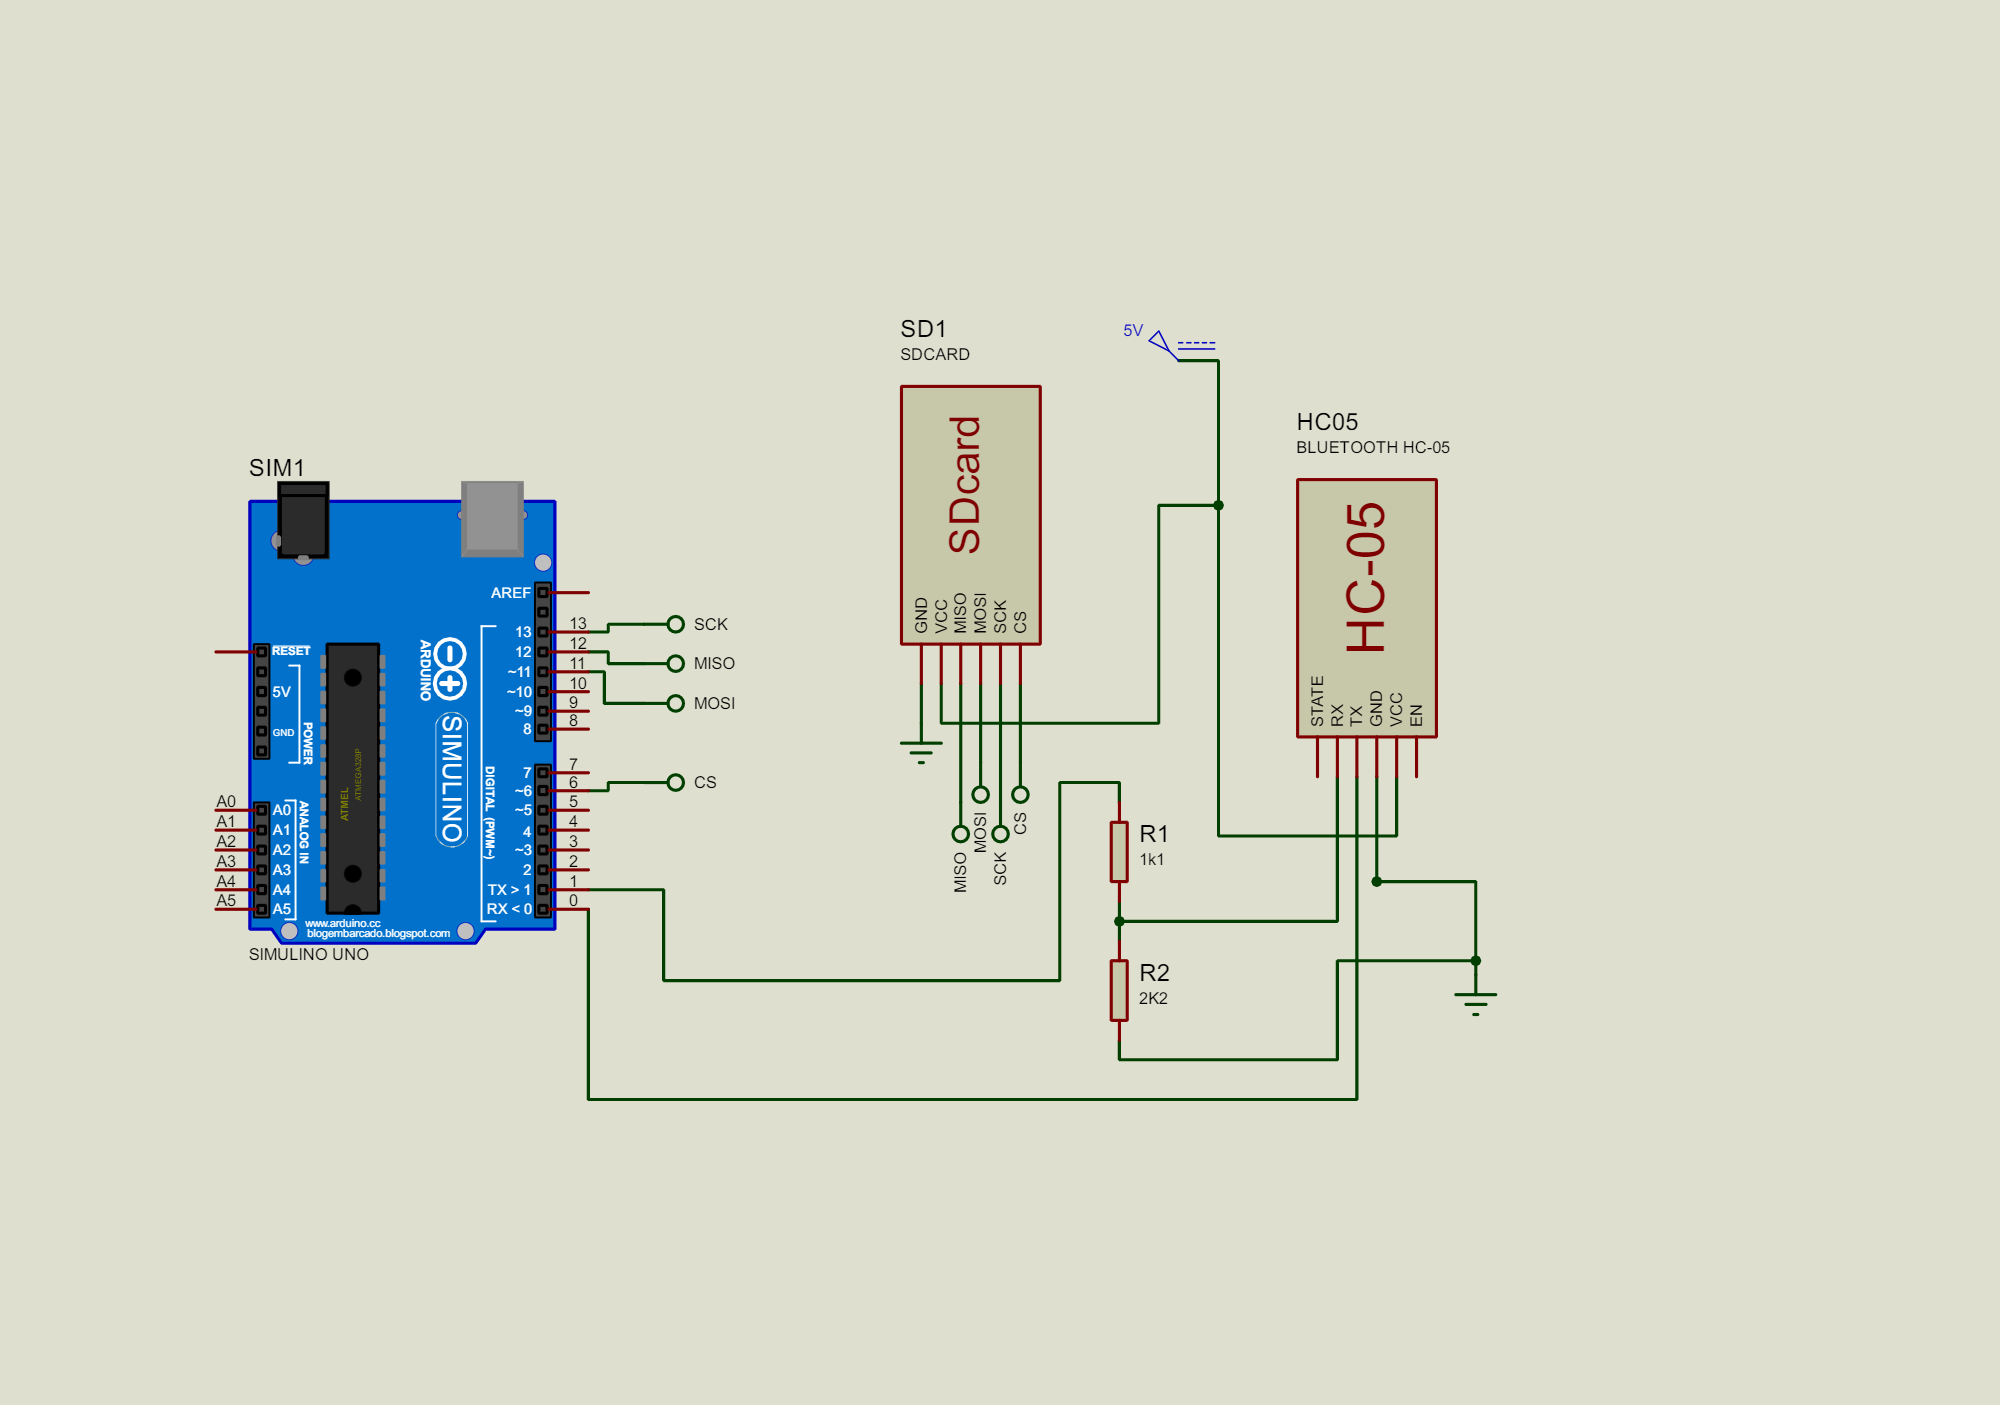 SIM1
RESET
5V
GND
POWER
A0 A0
A1 A1
A2 A2
A3 A3
A4 A4
A5 A5
ANALOG IN
ATMEL
ATMEGA328P
ARDUINO
SIMULINO
AREF
13 13
12 12
~11 11
~10 10
~9 9
8 8
DIGITAL (PWM~)
7 7
~6 6
~5 5
4 4
~3 3
2 2
TX > 1 1
RX < 0 0
www.arduino.cc
blogembarcado.blogspot.com
SIMULINO UNO
SCK
MISO
MOSI
CS
SD1
SDCARD
SDcard
GND
VCC
MISO
MOSI
SCK
CS
MISO
MOSI
SCK
CS
5V
R1
1k1
R2
2K2
HC05
BLUETOOTH HC-05
HC-05
STATE
RX
TX
GND
VCC
EN